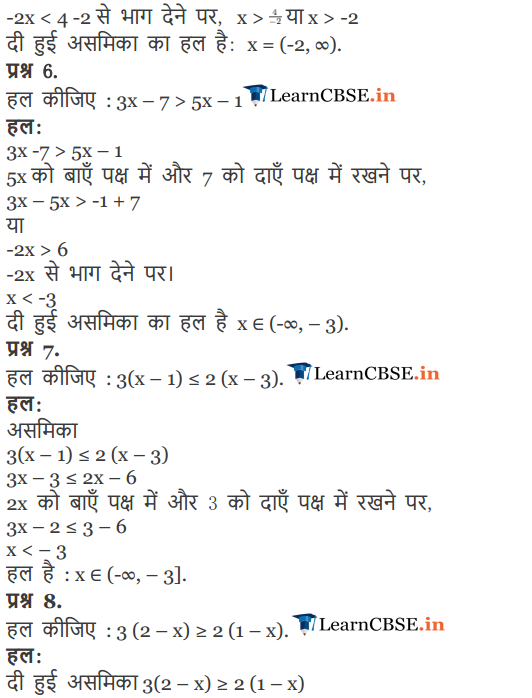 -2x < 4 -2 से भाग देने पर, x > 4/-2 या x > -2
दी हुई असमिका का हल है: x = (-2, ∞).
प्रश्न 6.
हल कीजिए : 3x – 7 > 5x – 1 LearnCBSE.in
हल:
3x -7 > 5x – 1
5x को बाएँ पक्ष में और 7 को दाएँ पक्ष में रखने पर,
3x – 5x > -1 + 7
या
-2x > 6
-2x से भाग देने पर।
x < -3
दी हुई असमिका का हल है x ∈ (-∞, – 3).
प्रश्न 7.
हल कीजिए : 3(x – 1) ≤ 2 (x – 3). LearnCBSE.in
हल:
असमिका
3(x – 1) ≤ 2 (x – 3)
3x – 3 ≤ 2x – 6
2x को बाएँ पक्ष में और 3 को दाएँ पक्ष में रखने पर,
3x – 2 ≤ 3 – 6
x < – 3
हल है : x ∈ (-∞, – 3].
प्रश्न 8.
हल कीजिए : 3 (2 – x) ≥ 2 (1 – x). LearnCBSE.in
हल:
दी हुई असमिका 3(2 – x) ≥ 2 (1 – x)